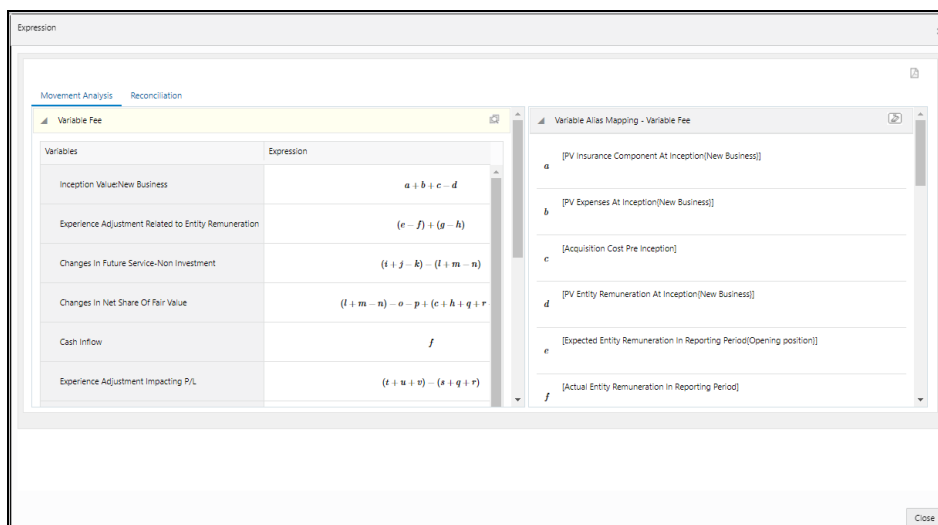 Expression
Movement Analysis Reconciliation
Variable Fee
Variables Expression
Inception Value:New Business a + b + c − d
Experience Adjustment Related to Entity Remuneration (e − f) + (g − h)
Changes In Future Service-Non Investment (i + j − k) − (l + m − n)
Changes In Net Share Of Fair Value (l + m − n) − o − p + (c + h + q + r
Cash Inflow f
Experience Adjustment Impacting P/L (t + u + v) − (s + q + r)
Variable Alias Mapping - Variable Fee
a [PV Insurance Component At Inception(New Business)]
b [PV Expenses At Inception(New Business)]
c [Acquisition Cost Pre Inception]
d [PV Entity Remuneration At Inception(New Business)]
e [Expected Entity Remuneration In Reporting Period(Opening position)]
f [Actual Entity Remuneration In Reporting Period]
Close